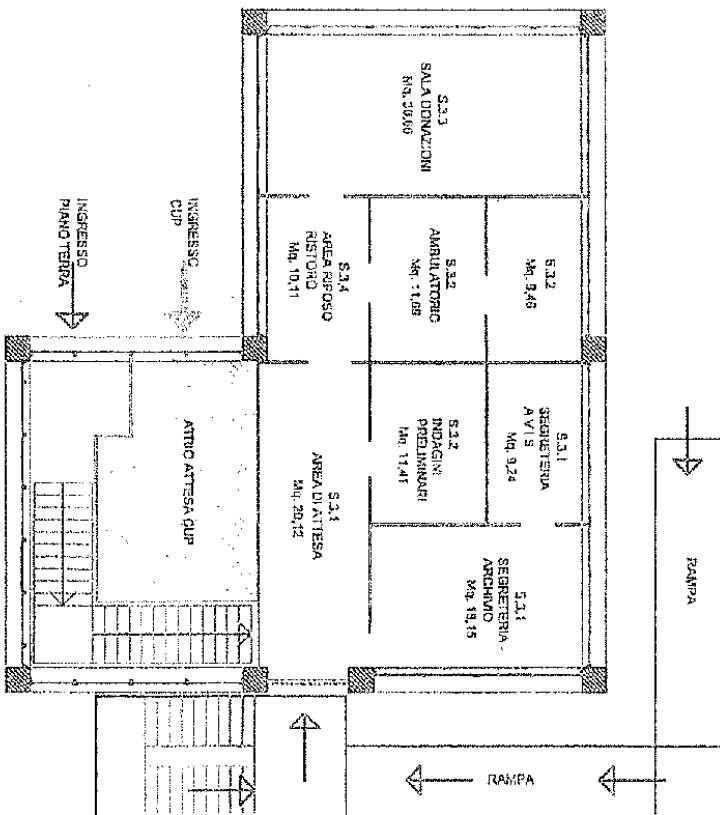 S.3.3
SALA DONAZIONI
Mq. 30,60
S.3.2
Mq. 9,46
S.3.2
AMBULATORIO
Mq. 11,68
S.3.4
AREA RIPOSO
RISTORO
Mq. 10,11
INGRESSO
CUP
INGRESSO
PIANO TERRA
S.3.1
SEGRETERIA
AVIS
Mq. 9,24
S.3.2
INDAGINI
PRELIMINARI
Mq. 11,41
S.3.1
AREA DI ATTESA
Mq. 20,12
ATRIO ATTESA CUP
S.3.1
SEGRETERIA -
ARCHIVIO
Mq. 19,15
RAMPA
RAMPA